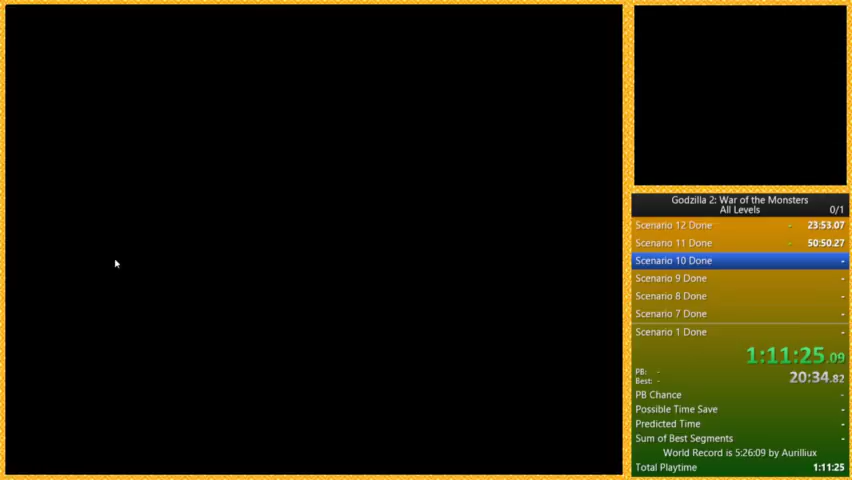 Godzilla 2: War of the Monsters
All Levels 0/1
Scenario 12 Done - 23:53.07
Scenario 11 Done - 50:50.27
Scenario 10 Done -
Scenario 9 Done -
Scenario 8 Done -
Scenario 7 Done -
Scenario 1 Done -
1:11:25.09
PB: - 20:34.82
Best: -
PB Chance -
Possible Time Save -
Predicted Time -
Sum of Best Segments -
World Record is 5:26:09 by Aurilliux
Total Playtime 1:11:25